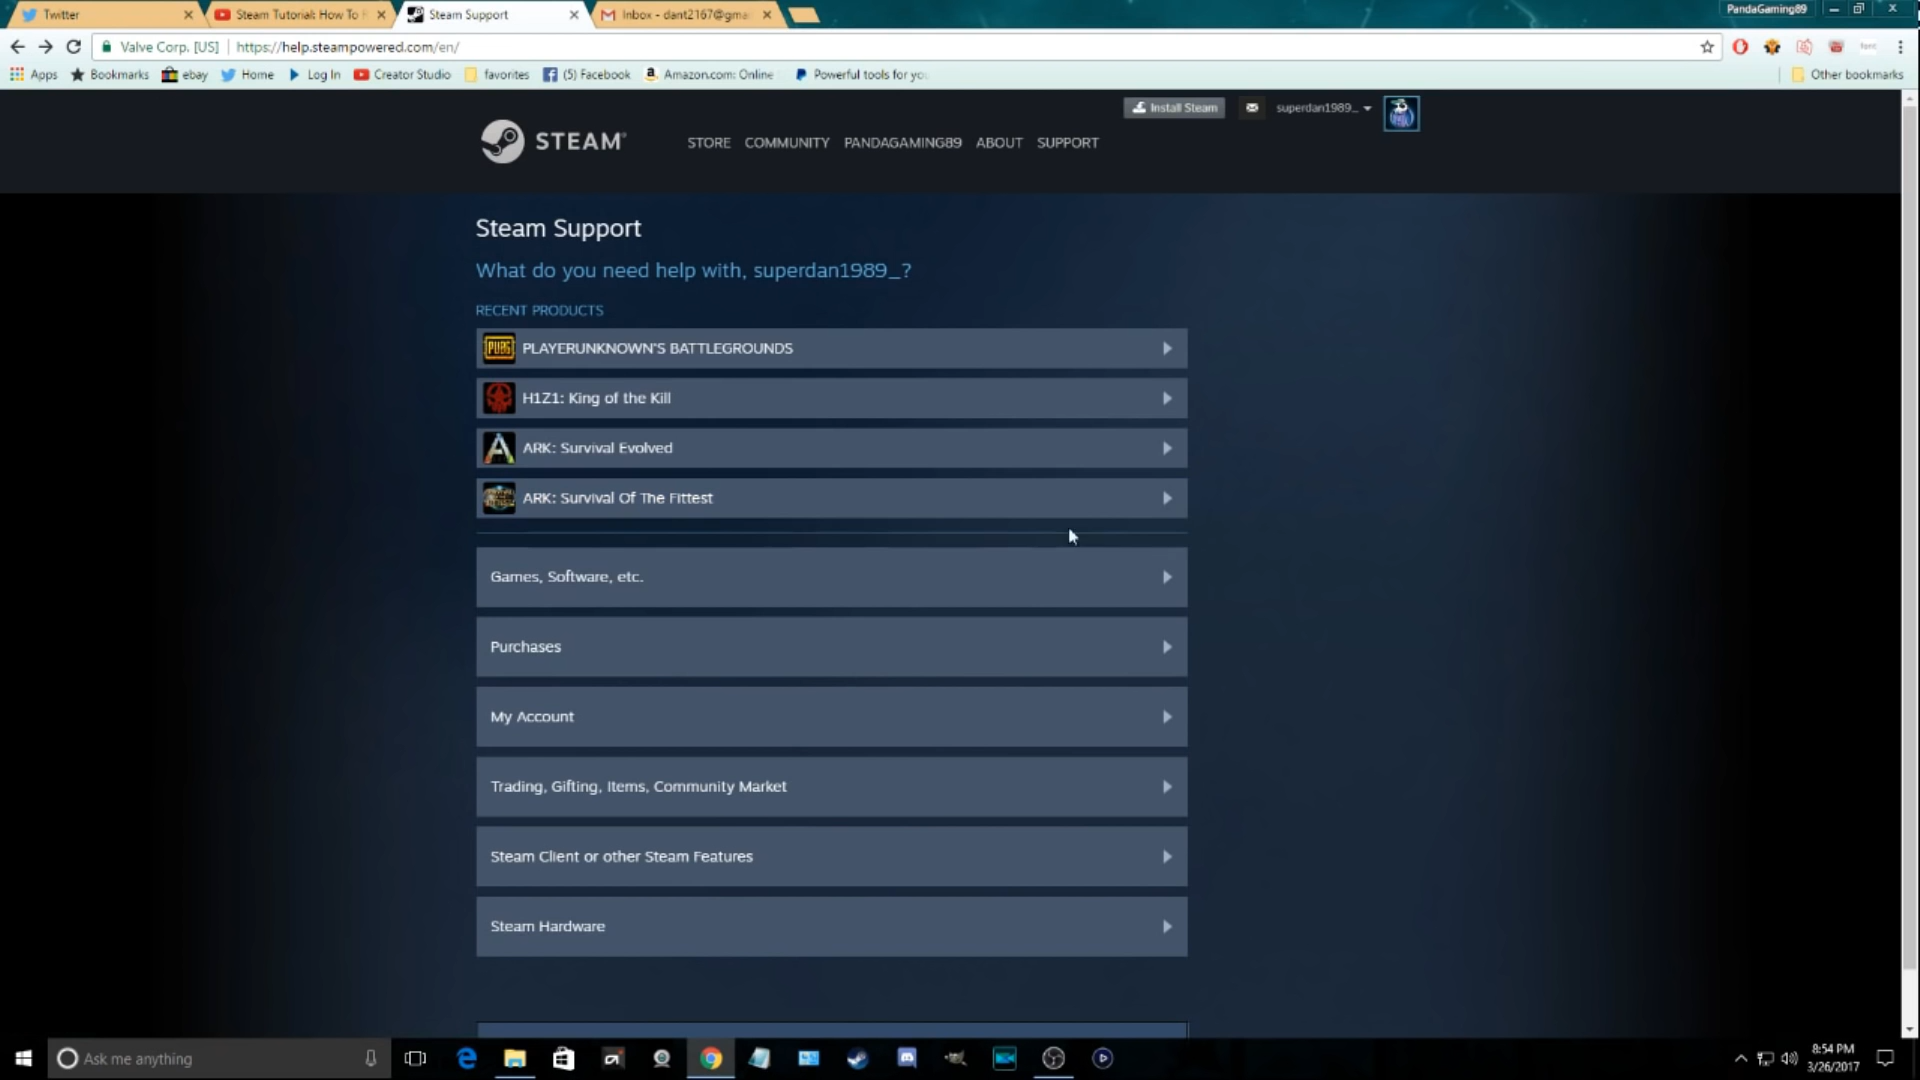 Twitter
Steam Tutorial: How To
Steam Support
Inbox - dant2167@gma
PandaGaming89
Valve Corp. [US]
https://help.steampowered.com/en/
Apps
Bookmarks
ebay
Home
Log In
Creator Studio
favorites
(5) Facebook
Amazon.com: Online
Powerful tools for you
Other bookmarks
Install Steam
superdan1989_
STEAM
STORE
COMMUNITY
PANDAGAMING89
ABOUT
SUPPORT
Steam Support
What do you need help with, superdan1989_?
RECENT PRODUCTS
PUBG
PLAYERUNKNOWN'S BATTLEGROUNDS
H1Z1: King of the Kill
ARK: Survival Evolved
ARK: Survival Of The Fittest
Games, Software, etc.
Purchases
My Account
Trading, Gifting, Items, Community Market
Steam Client or other Steam Features
Steam Hardware
Ask me anything
8:54 PM
3/26/2017